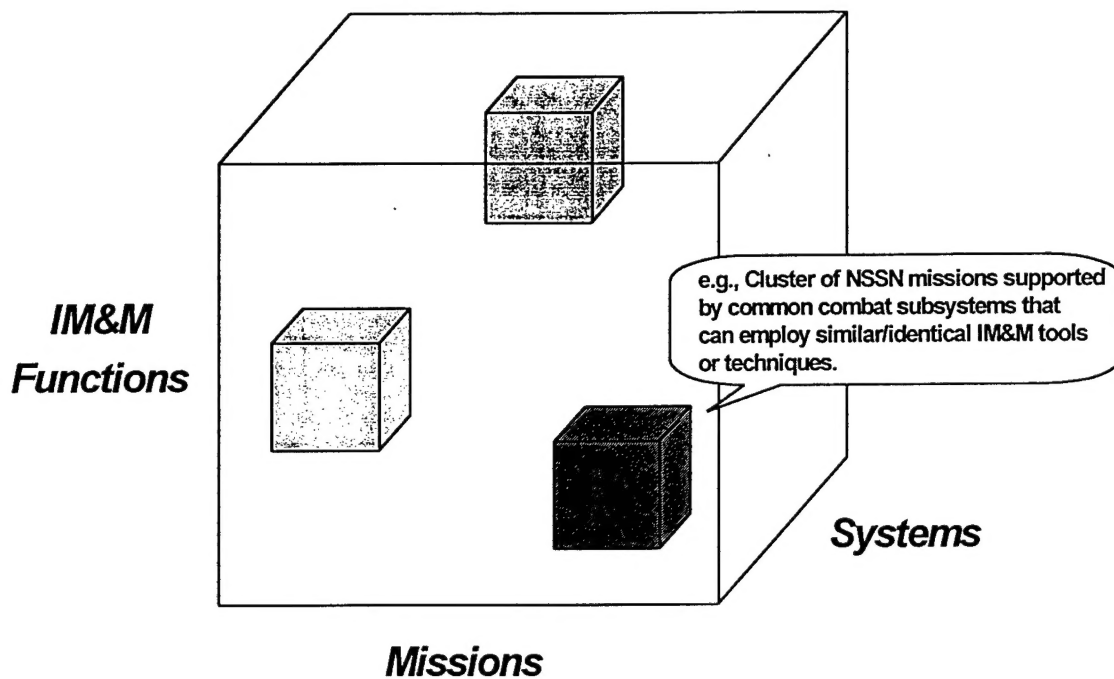 e.g., Cluster of NSSN missions supported
by common combat subsystems that
can employ similar/identical IM&M tools
or techniques.
IM&M
Functions
Systems
Missions